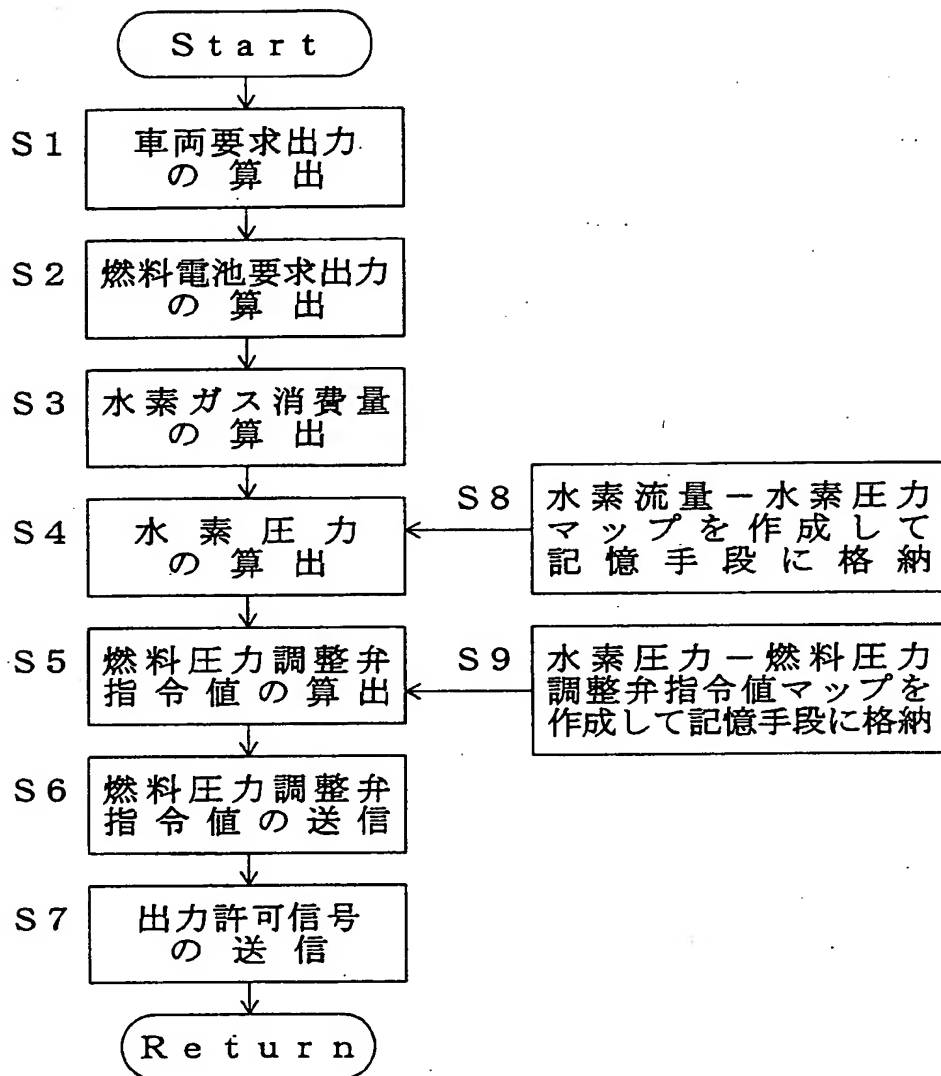 Start
S1
車両要求出力
の算出
S2
燃料電池要求出力
の算出
S3
水素ガス消費量
の算出
S4
水素圧力
の算出
S8
水素流量－水素圧力
マップを作成して
記憶手段に格納
S5
燃料圧力調整弁
指令値の算出
S9
水素圧力－燃料圧力
調整弁指令値マップを
作成して記憶手段に格納
S6
燃料圧力調整弁
指令値の送信
S7
出力許可信号
の送信
Return